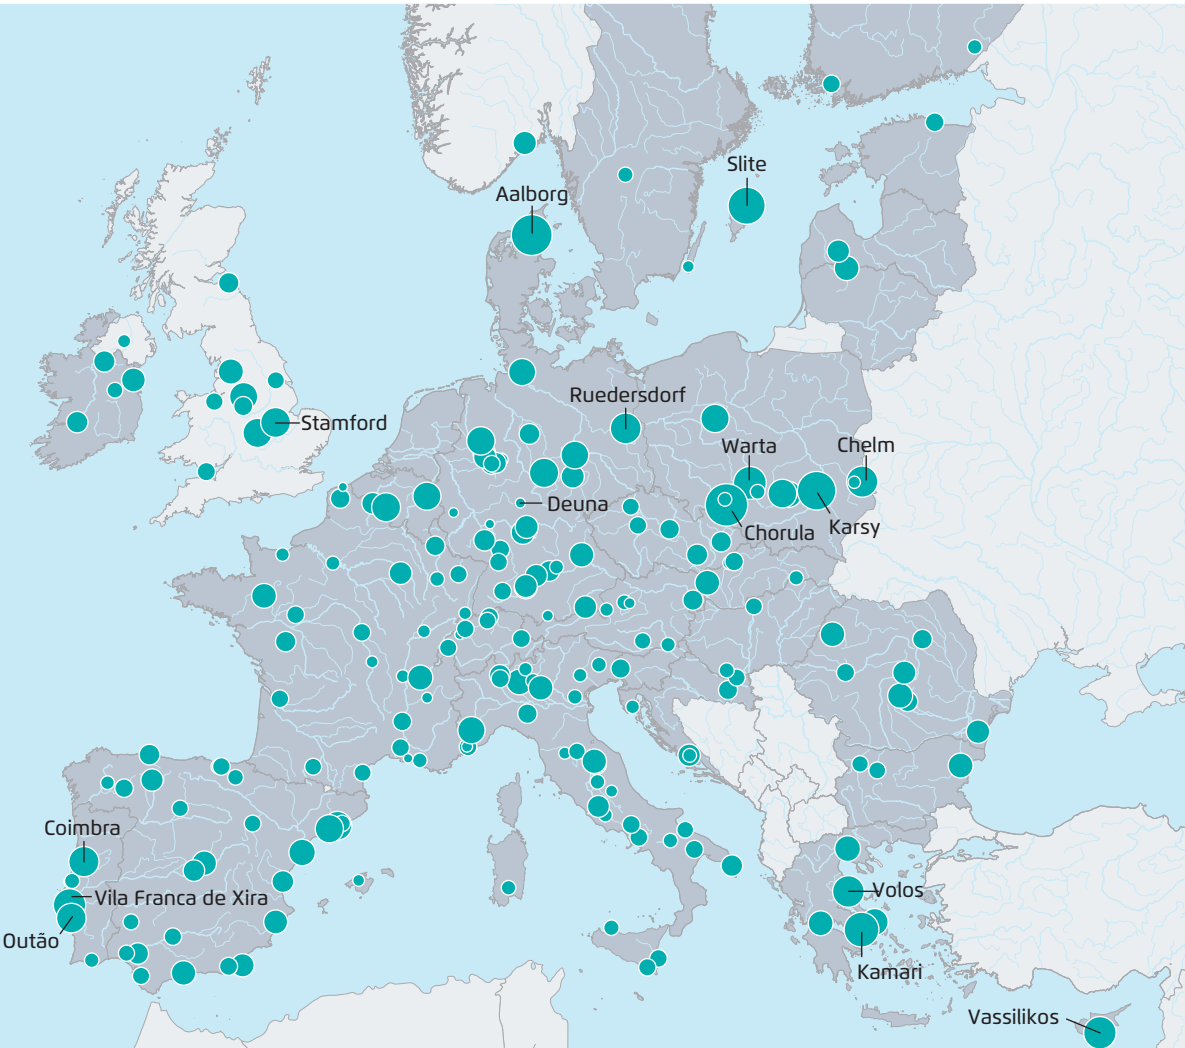 Slite
Aalborg
Ruedersdorf
Stamford
Warta
Chelm
Deuna
Chorula
Karsy
Coimbra
Vila Franca de Xira
Volos
Outão
Kamari
Vassilikos